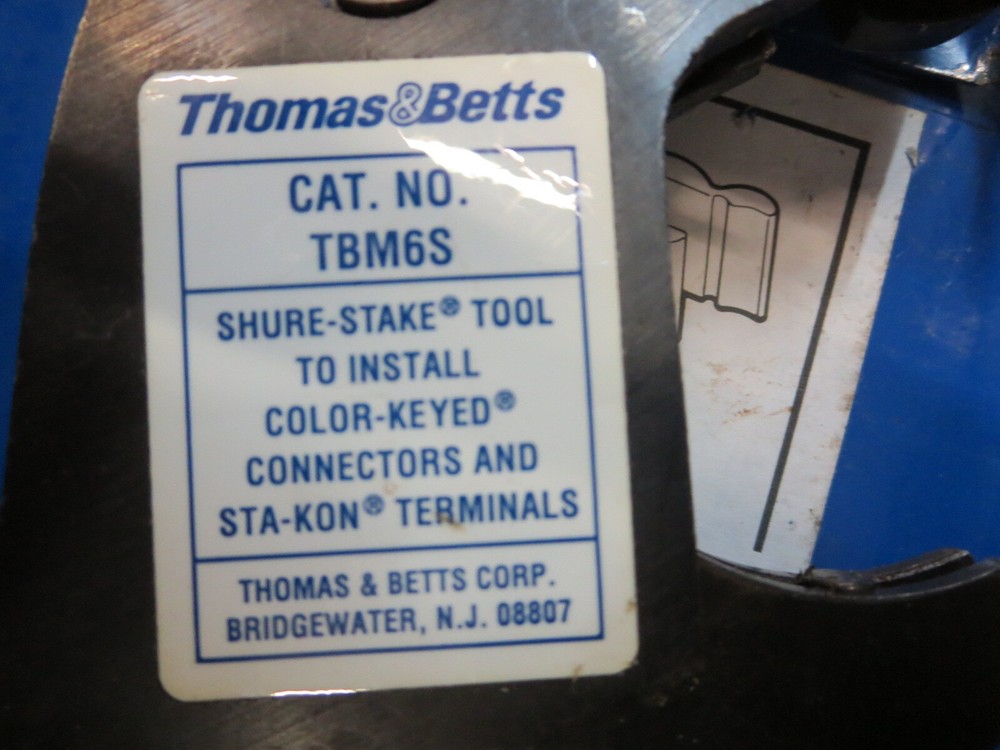 Thomas&Betts
CAT. NO.
TBM6S
SHURE-STAKE® TOOL
TO INSTALL
COLOR-KEYED®
CONNECTORS AND
STA-KON® TERMINALS
THOMAS & BETTS CORP.
BRIDGEWATER, N.J. 08807